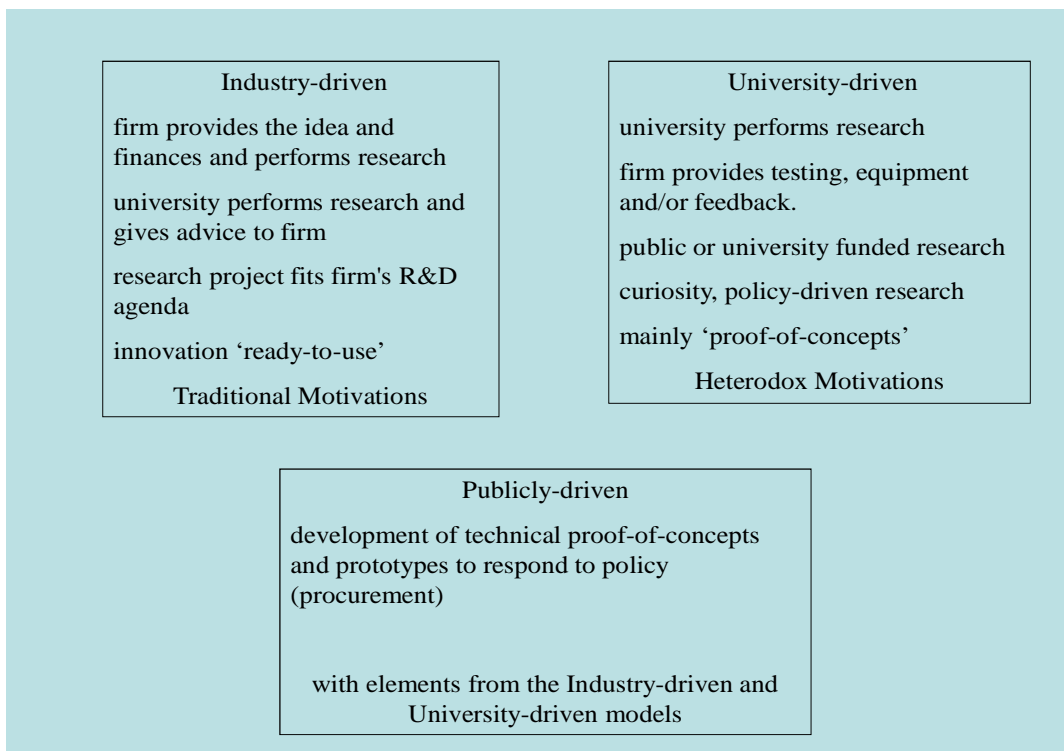 Industry-driven
firm provides the idea and
finances and performs research
university performs research and
gives advice to firm
research project fits firm's R&D
agenda
innovation ‘ready-to-use’
Traditional Motivations
University-driven
university performs research
firm provides testing, equipment
and/or feedback.
public or university funded research
curiosity, policy-driven research
mainly ‘proof-of-concepts’
Heterodox Motivations
Publicly-driven
development of technical proof-of-concepts
and prototypes to respond to policy
(procurement)
with elements from the Industry-driven and
University-driven models